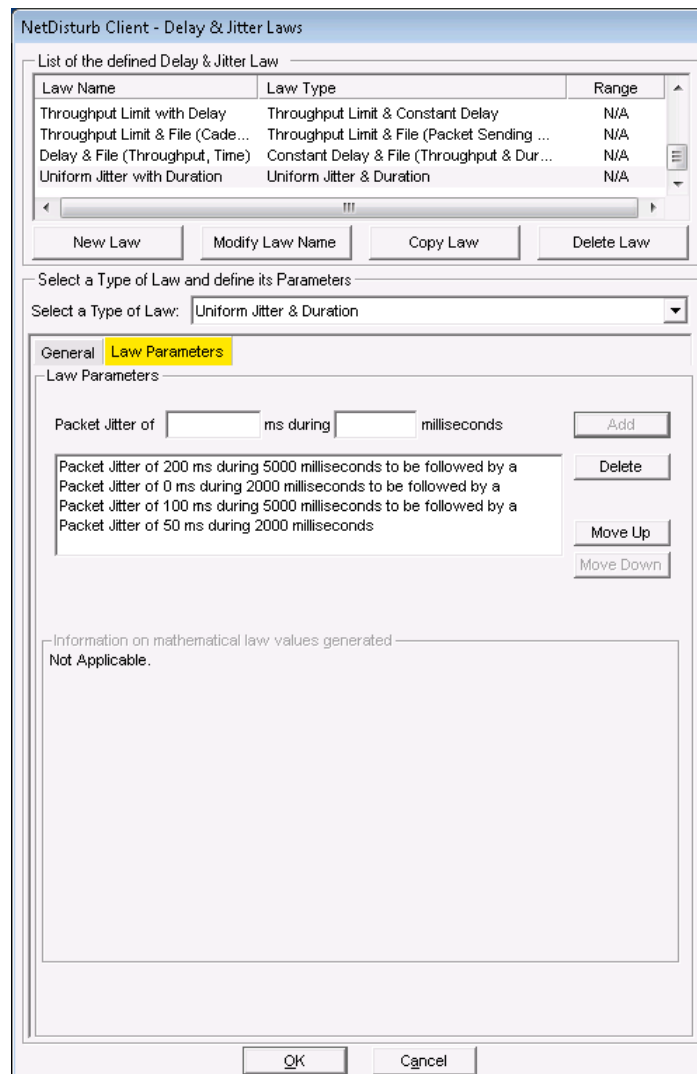 NetDisturb Client - Delay & Jitter Laws
List of the defined Delay & Jitter Law
Law Name Law Type Range
Throughput Limit with Delay Throughput Limit & Constant Delay N/A
Throughput Limit & File (Cade... Throughput Limit & File (Packet Sending ... N/A
Delay & File (Throughput, Time) Constant Delay & File (Throughput & Dur... N/A
Uniform Jitter with Duration Uniform Jitter & Duration N/A
New Law Modify Law Name Copy Law Delete Law
Select a Type of Law and define its Parameters
Select a Type of Law: Uniform Jitter & Duration
General Law Parameters
Law Parameters
Packet Jitter of ms during milliseconds Add
Packet Jitter of 200 ms during 5000 milliseconds to be followed by a
Packet Jitter of 0 ms during 2000 milliseconds to be followed by a
Packet Jitter of 100 ms during 5000 milliseconds to be followed by a
Packet Jitter of 50 ms during 2000 milliseconds
Delete
Move Up
Move Down
Information on mathematical law values generated
Not Applicable.
OK Cancel